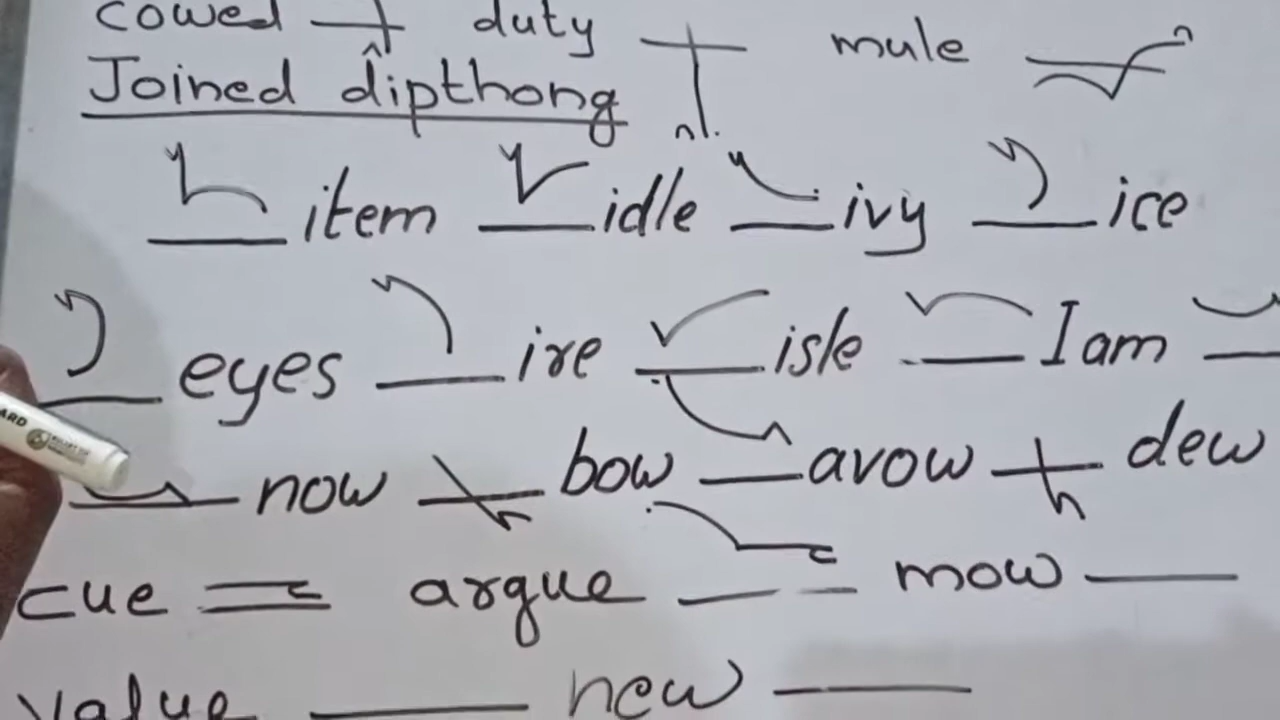 cowed duty mule
Joined dipthong
item idle ivy ice
eyes ire isle I am
now bow avow dew
cue argue mow
value new